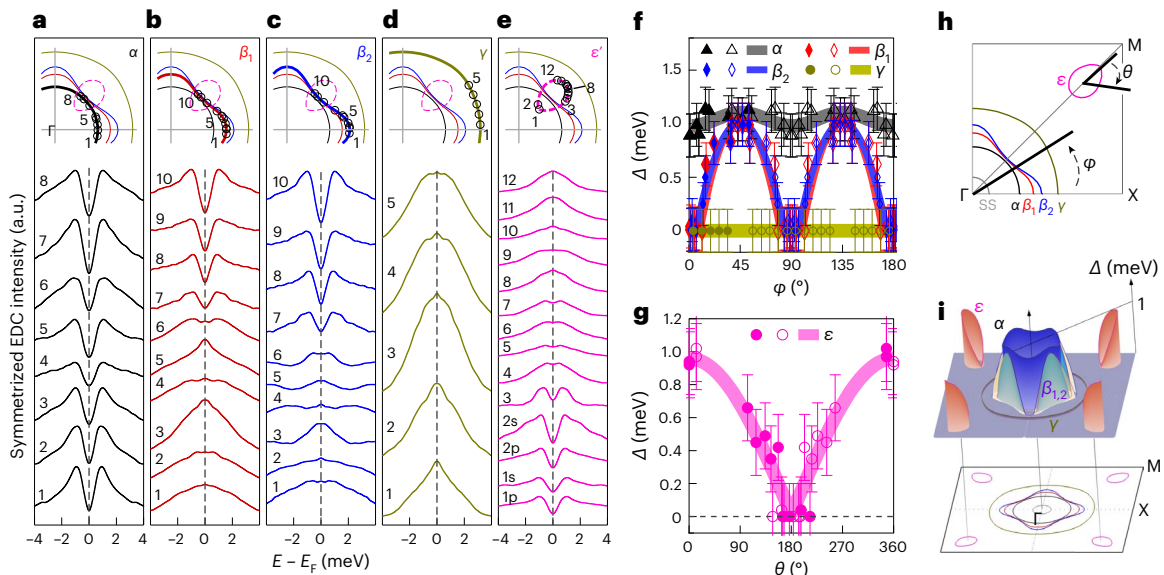 a
b
c
d
e
f
g
h
i
α
8
5
Γ
1
β1
10
5
1
β2
10
5
1
γ
5
1
ε′
12
8
2
3
1
Symmetrized EDC intensity (a.u.)
8
7
6
5
4
3
2
1
10
9
8
7
6
5
4
3
2
1
10
9
8
7
6
5
4
3
2
1
5
4
3
2
1
12
11
10
9
8
7
6
5
4
3
2s
2p
1s
1p
−4 −2 0 2 4
−2 0 2
−2 0 2
−2 0 2
−4 −2 0 2 4
E − EF (meV)
α β1
β2 γ
Δ (meV)
1.5
1.0
0.5
0
0 45 90 135 180
φ (°)
ε
Δ (meV)
1.2
1.0
0.8
0.6
0.4
0.2
0
0 90 180 270 360
θ (°)
M
ε
θ
φ
Γ
SS α β1 β2 γ
X
Δ (meV)
1
ε
α
β1,2
γ
M
Γ
X